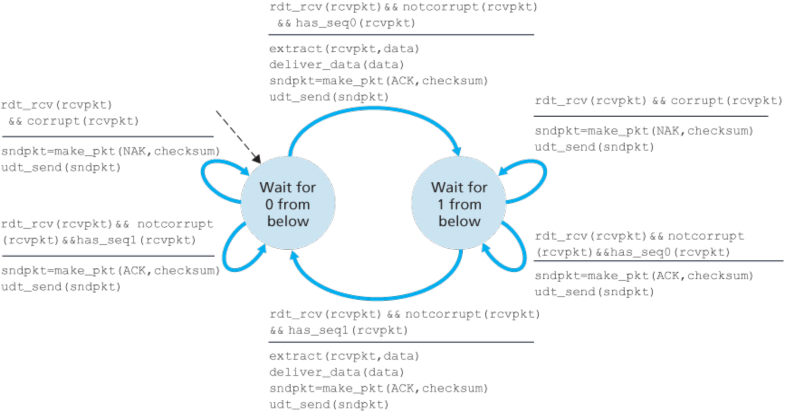 rdt_rcv(rcvpkt)&& notcorrupt(rcvpkt)
&& has_seq0(rcvpkt)
extract(rcvpkt,data)
deliver_data(data)
sndpkt=make_pkt(ACK,checksum)
udt_send(sndpkt)
rdt_rcv(rcvpkt)
&& corrupt(rcvpkt)
sndpkt=make_pkt(NAK,checksum)
udt_send(sndpkt)
rdt_rcv(rcvpkt) && corrupt(rcvpkt)
sndpkt=make_pkt(NAK,checksum)
udt_send(sndpkt)
Wait for
0 from
below
Wait for
1 from
below
rdt_rcv(rcvpkt)&& notcorrupt
(rcvpkt)&&has_seq1(rcvpkt)
sndpkt=make_pkt(ACK,checksum)
udt_send(sndpkt)
rdt_rcv(rcvpkt)&& notcorrupt
(rcvpkt)&&has_seq0(rcvpkt)
sndpkt=make_pkt(ACK,checksum)
udt_send(sndpkt)
rdt_rcv(rcvpkt) && notcorrupt(rcvpkt)
&& has_seq1(rcvpkt)
extract(rcvpkt,data)
deliver_data(data)
sndpkt=make_pkt(ACK,checksum)
udt_send(sndpkt)